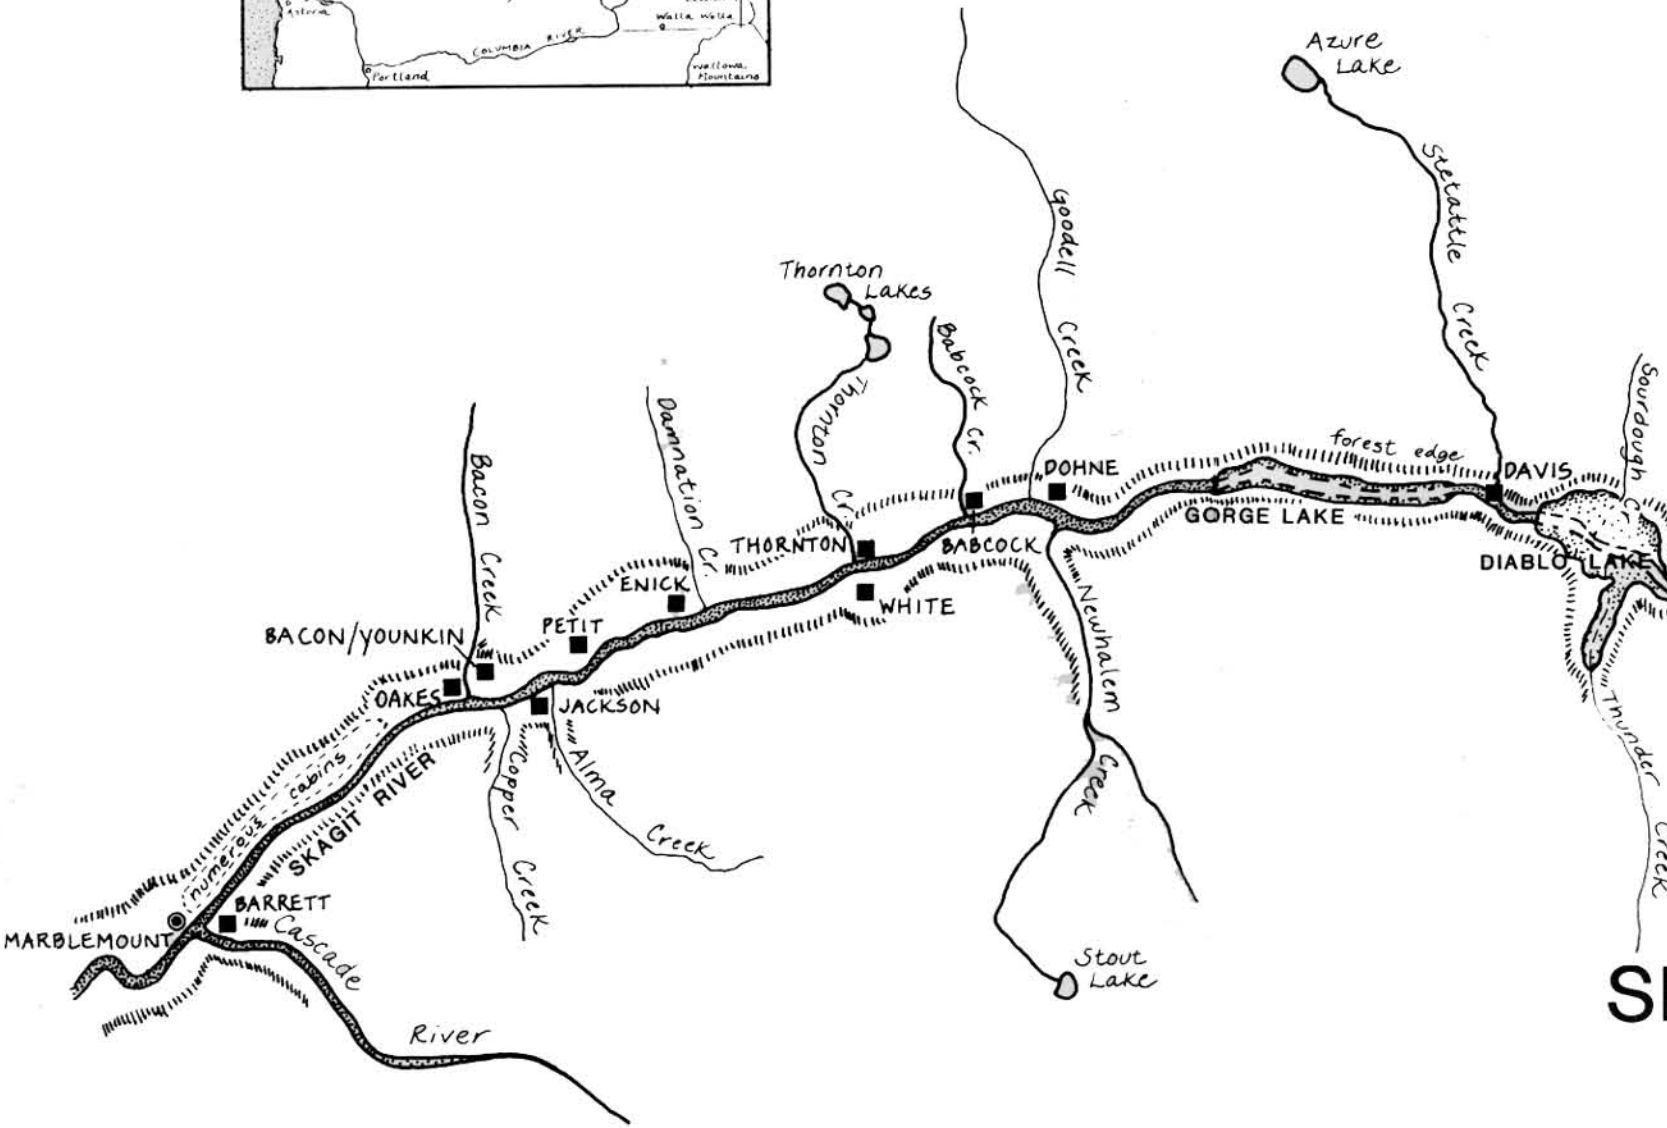 Astoria
COLUMBIA RIVER
Portland
Walla Walla
Wallowa
Mountains
Azure
Lake
Stetattle Creek
Goodell Creek
Thornton
Lakes
Thornton Cr.
Babcock Cr.
Sourdough
Damnation Cr.
Bacon Creek
forest edge
DOHNE
DAVIS
GORGE LAKE
DIABLO LAKE
THORNTON
BABCOCK
ENICK
WHITE
PETIT
BACON/YOUNKIN
OAKES
JACKSON
Newhalem Creek
Alma Creek
Copper Creek
Thunder Creek
numerous cabins
SKAGIT RIVER
BARRETT
MARBLEMOUNT
Cascade River
Stout
Lake